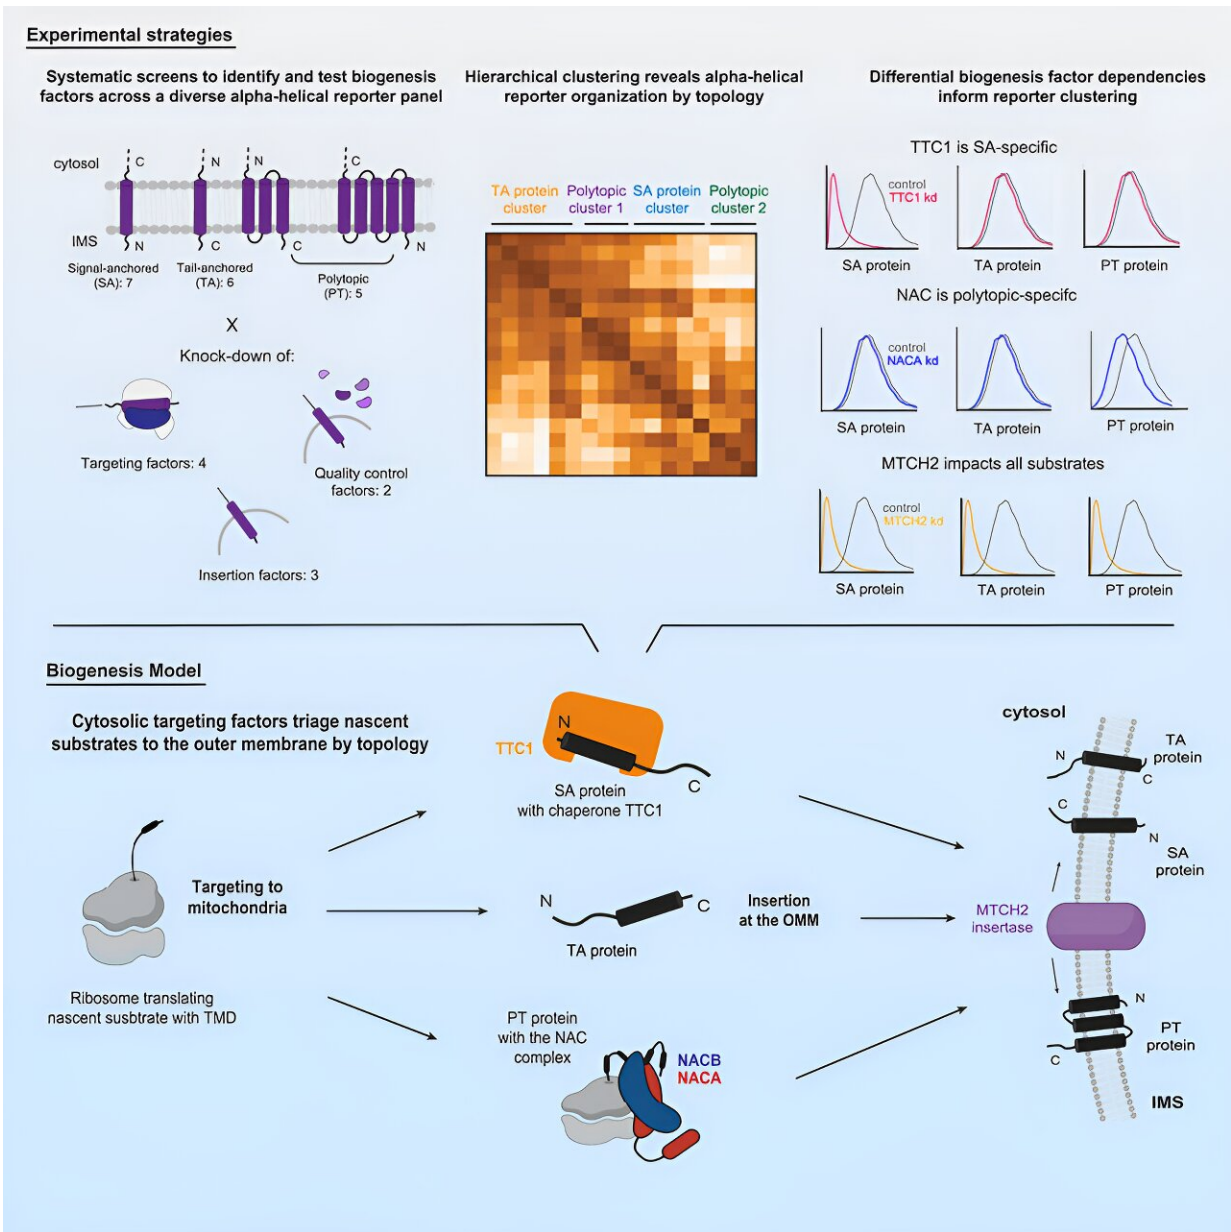 Experimental strategies
Systematic screens to identify and test biogenesis
factors across a diverse alpha-helical reporter panel
cytosol
C
N
N
C
IMS
N
C
C
N
Signal-anchored
(SA): 7
Tail-anchored
(TA): 6
Polytopic
(PT): 5
X
Knock-down of:
Targeting factors: 4
Quality control
factors: 2
Insertion factors: 3
Hierarchical clustering reveals alpha-helical
reporter organization by topology
TA protein
cluster
Polytopic
cluster 1
SA protein
cluster
Polytopic
cluster 2
Differential biogenesis factor dependencies
inform reporter clustering
TTC1 is SA-specific
control
TTC1 kd
SA protein
TA protein
PT protein
NAC is polytopic-specifc
control
NACA kd
SA protein
TA protein
PT protein
MTCH2 impacts all substrates
control
MTCH2 kd
SA protein
TA protein
PT protein
Biogenesis Model
Cytosolic targeting factors triage nascent
substrates to the outer membrane by topology
Ribosome translating
nascent susbtrate with TMD
Targeting to
mitochondria
TTC1
N
C
SA protein
with chaperone TTC1
N
C
TA protein
PT protein
with the NAC
complex
NACB
NACA
Insertion
at the OMM
cytosol
N
C
TA
protein
C
N
SA
protein
MTCH2
insertase
N
C
PT
protein
IMS